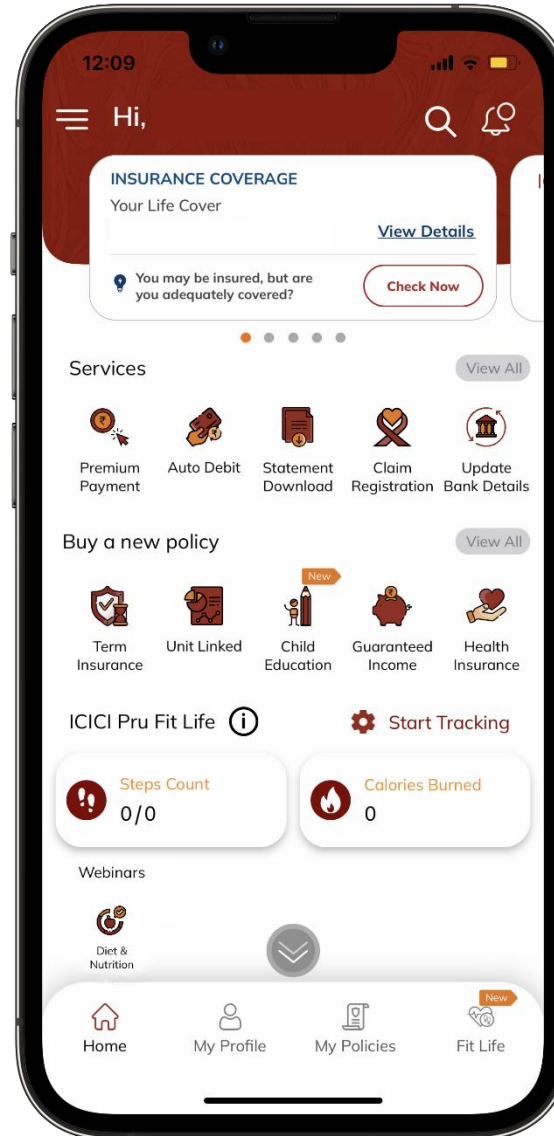 12:09
Hi,
INSURANCE COVERAGE
Your Life Cover
View Details
You may be insured, but are
you adequately covered?
Check Now
Services
View All
Premium
Payment
Auto Debit
Statement
Download
Claim
Registration
Update
Bank Details
Buy a new policy
View All
New
Term
Insurance
Unit Linked
Child
Education
Guaranteed
Income
Health
Insurance
ICICI Pru Fit Life
Start Tracking
Steps Count
0/0
Calories Burned
0
Webinars
Diet &
Nutrition
New
Home
My Profile
My Policies
Fit Life